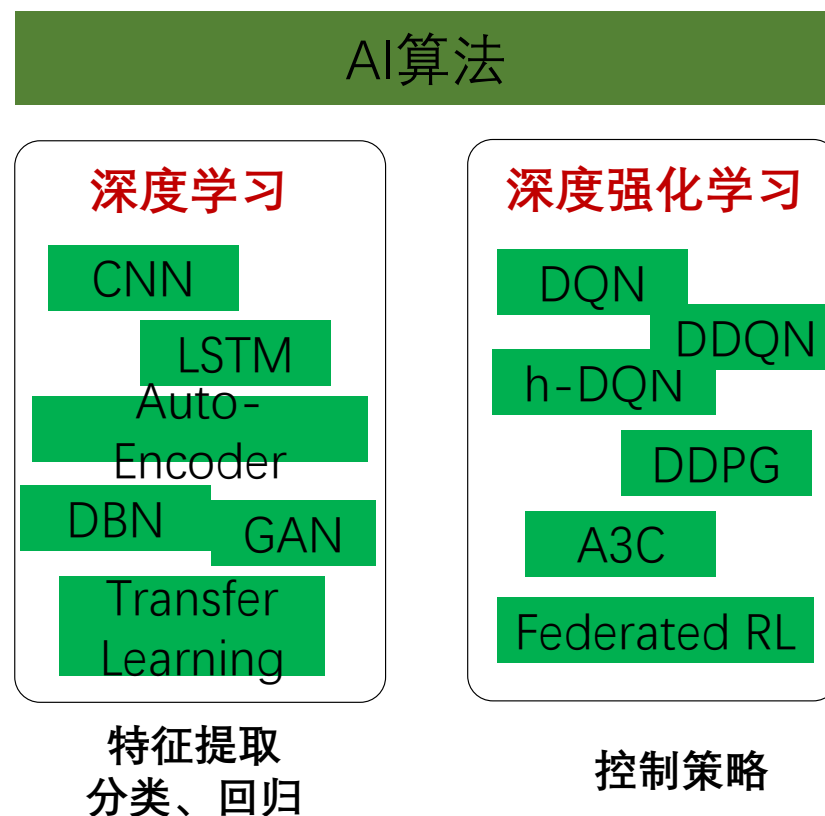 AI算法
深度学习
CNN
LSTM
Auto-
Encoder
DBN
GAN
Transfer
Learning
特征提取
分类、回归
深度强化学习
DQN
DDQN
h-DQN
DDPG
A3C
Federated RL
控制策略